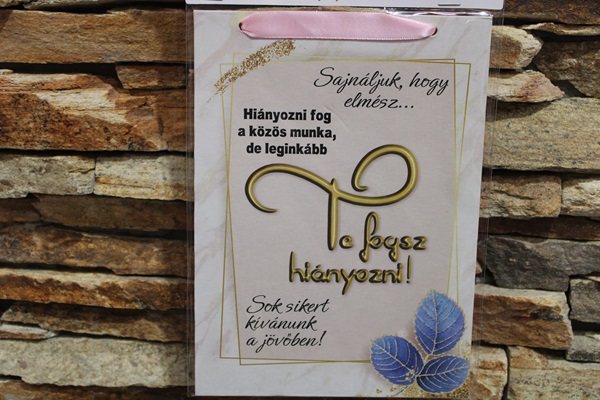 Sajnáljuk, hogy
elmész...
Hiányozni fog
a közös munka,
de leginkább
Te fogsz
hiányozni!
Sok sikert
kívánunk
a jövőben!